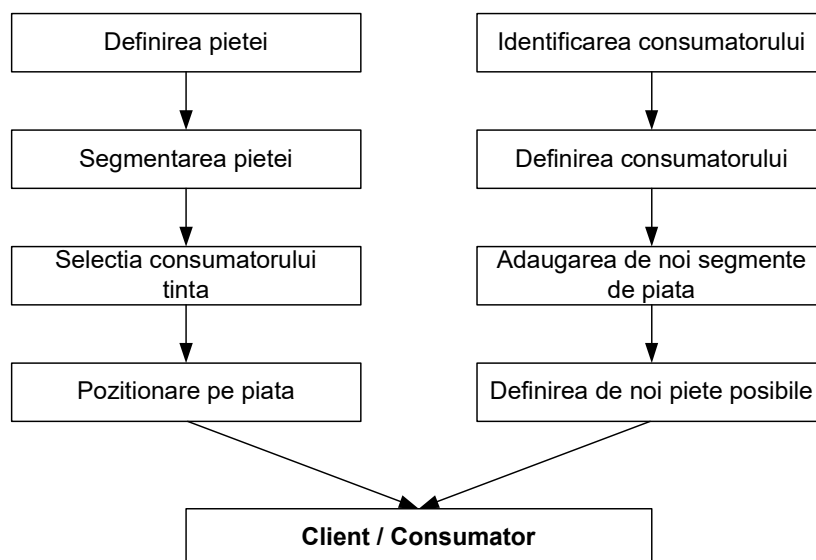 Definirea pietei
Segmentarea pietei
Selectia consumatorului
tinta
Pozitionare pe piata
Identificarea consumatorului
Definirea consumatorului
Adaugarea de noi segmente
de piata
Definirea de noi piete posibile
Client / Consumator